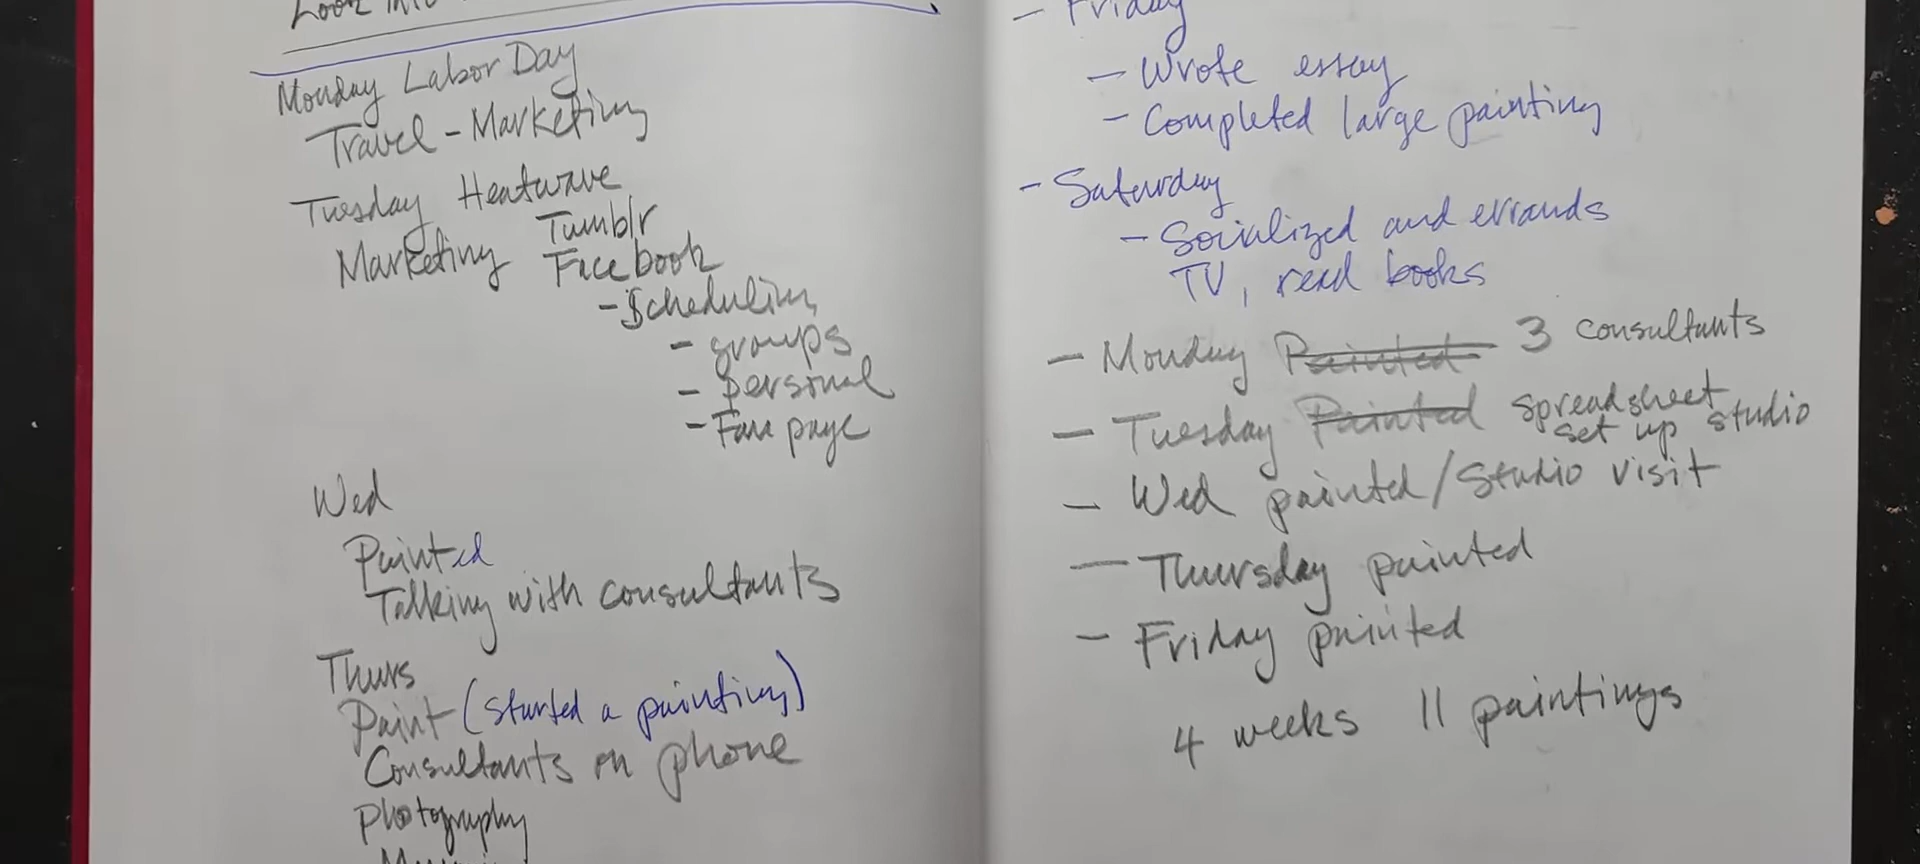 Look into
Monday Labor Day
Travel - Marketing
Tuesday Heatwave
Marketing Tumblr
Facebook
- Scheduling
- groups
- personal
- Fan page
Wed
Painted
Talking with consultants
Thurs
Paint (started a painting)
Consultants on phone
Photography
- Friday
- Wrote essay
- Completed large painting
- Saturday
- Socialized and errands
TV, read books
- Monday Painted 3 consultants
- Tuesday Painted spreadsheet
set up studio
- Wed painted/Studio visit
- Thursday painted
- Friday painted
4 weeks 11 paintings